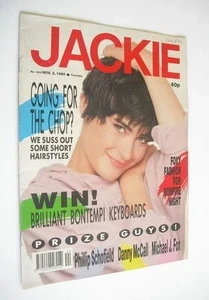 JACKIE
40p
GOING FOR
THE CHOP?
WE SUSS OUT
SOME SHORT
HAIRSTYLES
FOXY
FASHION
FOR
BONFIRE
NIGHT
WIN!
BRILLIANT BONTEMPI KEYBOARDS
PRIZE GUYS!
Phillip Schofield Danny McCall Michael J. Fox